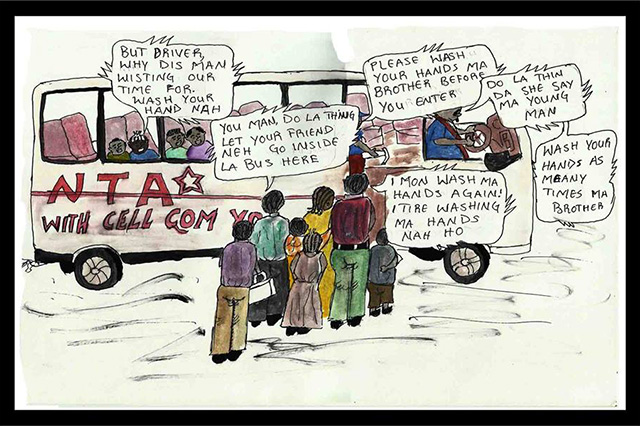 BUT DRIVER,
WHY DIS MAN
WISTING OUR
TIME FOR.
WASH YOUR
HAND NAH
PLEASE WASH
YOUR HANDS MA
BROTHER BEFORE
YOU ENTER
DO LA THIN
DA SHE SAY
MA YOUNG
MAN
YOU MAN, DO LA THING
LET YOUR FRIEND
NEH GO INSIDE
LA BUS HERE
WASH YOUR
HANDS AS
MEANY
TIMES MA
BROTHER
I MON WASH MA
HANDS AGAIN!
I TIRE WASHING
MA HANDS
NAH HO
NTA
WITH CELL COM YO